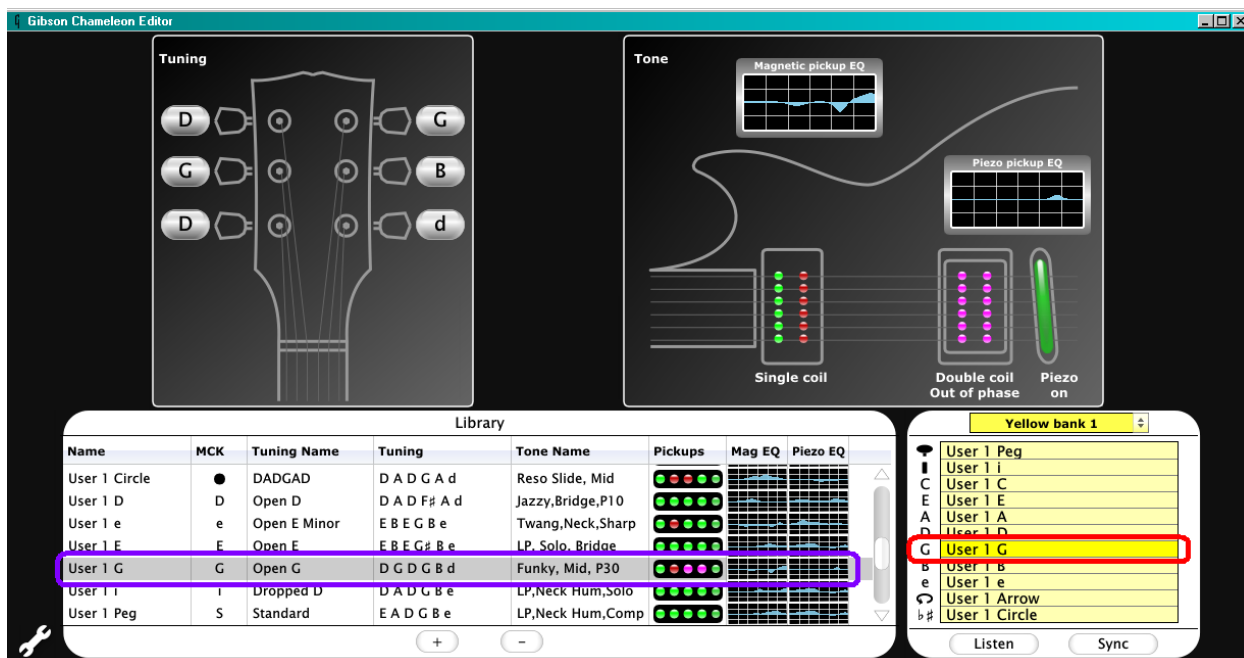 Gibson Chameleon Editor
Tuning
D
G
G
B
D
d
Tone
Magnetic pickup EQ
Piezo pickup EQ
Single coil
Double coil
Out of phase
Piezo
on
Library
Name MCK Tuning Name Tuning Tone Name Pickups Mag EQ Piezo EQ
User 1 Circle ● DADGAD D A D G A d Reso Slide, Mid
User 1 D D Open D D A D F♯ A d Jazzy,Bridge,P10
User 1 e e Open E Minor E B E G B e Twang,Neck,Sharp
User 1 E E Open E E B E G♯ B e LP, Solo, Bridge
User 1 G G Open G D G D G B d Funky, Mid, P30
User 1 i i Dropped D D A D G B e LP,Neck Hum,Solo
User 1 Peg S Standard E A D G B e LP,Neck Hum,Comp
+ -
Yellow bank 1
User 1 Peg
User 1 i
C User 1 C
E User 1 E
A User 1 A
D User 1 D
G User 1 G
B User 1 B
e User 1 e
User 1 Arrow
♭♯ User 1 Circle
Listen Sync